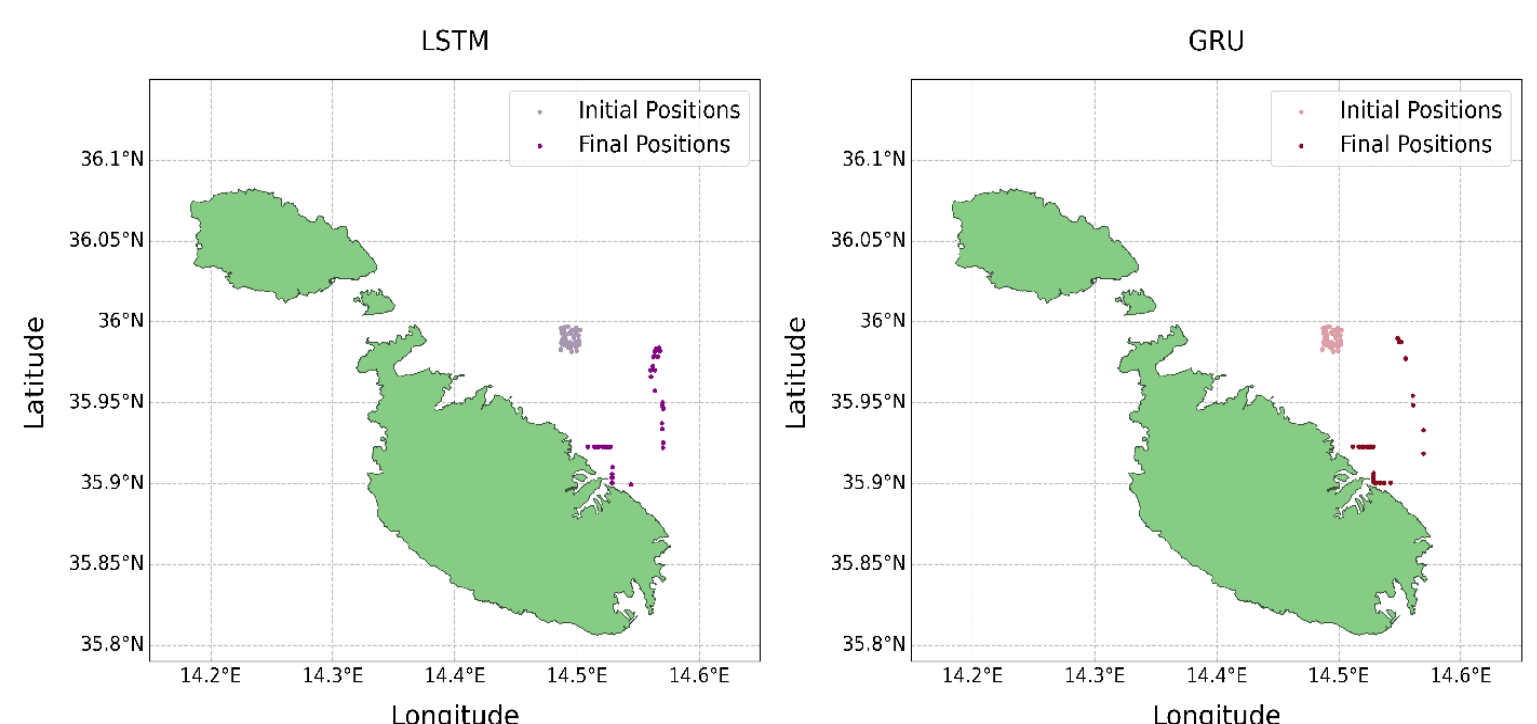 LSTM
Initial Positions
Final Positions
36.1°N
36.05°N
36°N
35.95°N
35.9°N
35.85°N
35.8°N
Latitude
14.2°E 14.3°E 14.4°E 14.5°E 14.6°E
Longitude
GRU
Initial Positions
Final Positions
36.1°N
36.05°N
36°N
35.95°N
35.9°N
35.85°N
35.8°N
Latitude
14.2°E 14.3°E 14.4°E 14.5°E 14.6°E
Longitude